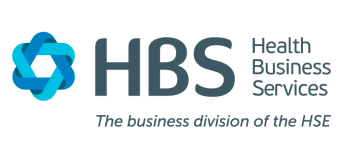 HBS
Health
Business
Services
The business division of the HSE